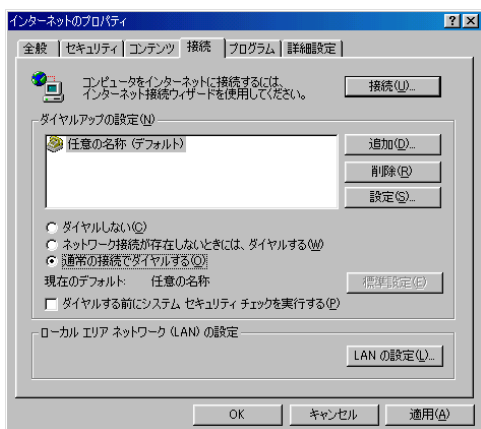 インターネットのプロパティ
全般 セキュリティ コンテンツ 接続 プログラム 詳細設定
コンピュータをインターネットに接続するには、
インターネット接続ウィザードを使用してください。
接続(U)...
ダイヤルアップの設定(N)
任意の名称 (デフォルト)
追加(D)...
削除(R)
設定(S)...
ダイヤルしない(C)
ネットワーク接続が存在しないときには、ダイヤルする(W)
通常の接続でダイヤルする(O)
現在のデフォルト: 任意の名称
標準設定(E)
ダイヤルする前にシステム セキュリティ チェックを実行する(P)
ローカル エリア ネットワーク (LAN) の設定
LAN の設定(L)...
OK キャンセル 適用(A)